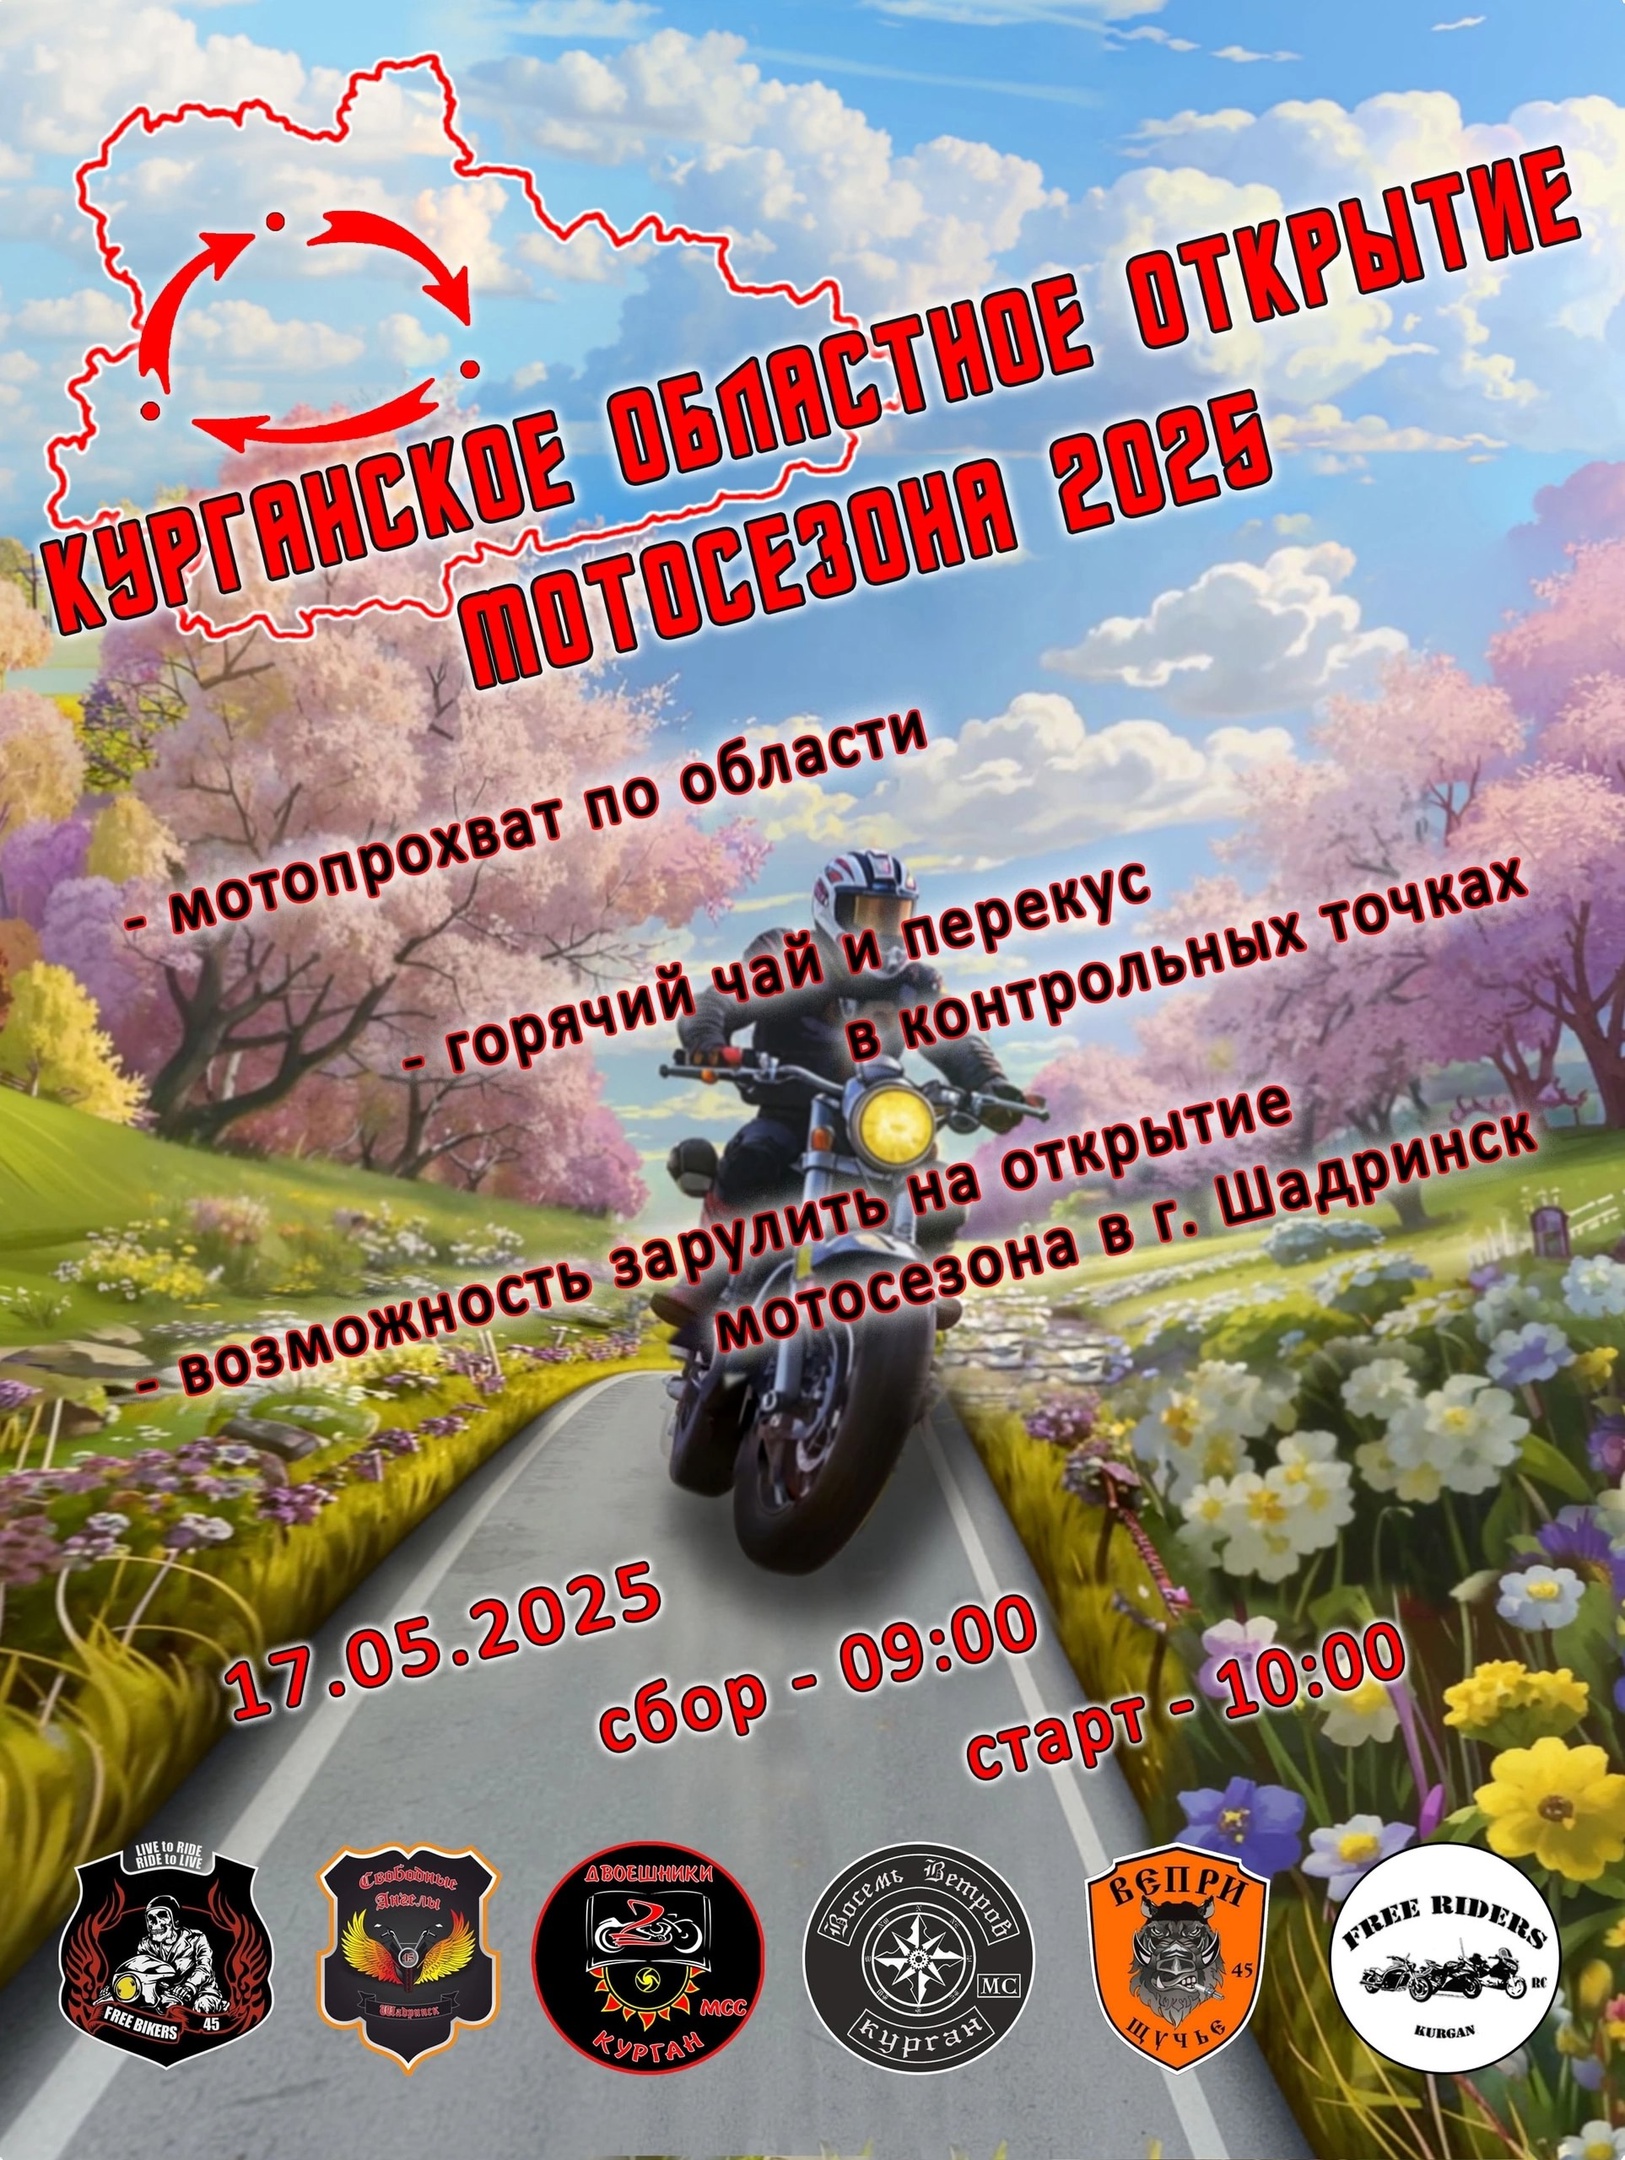 КУРГАНСКОЕ ОБЛАСТНОЕ ОТКРЫТИЕ
МОТОСЕЗОНА 2025
- мотопрохват по области
- горячий чай и перекус
в контрольных точках
- возможность зарулить на открытие
мотосезона в г. Шадринск
17.05.2025
сбор - 09:00
старт - 10:00
LIVE to RIDE
RIDE to LIVE
FREE BIKERS 45
Свободные
Ангелы
Шадринск
ДВОЕШНИКИ
2
МСС
КУРГАН
Восемь Ветров
МС
курган
ВЕПРИ
45
ЩУЧЬЕ
FREE RIDERS
RC
KURGAN